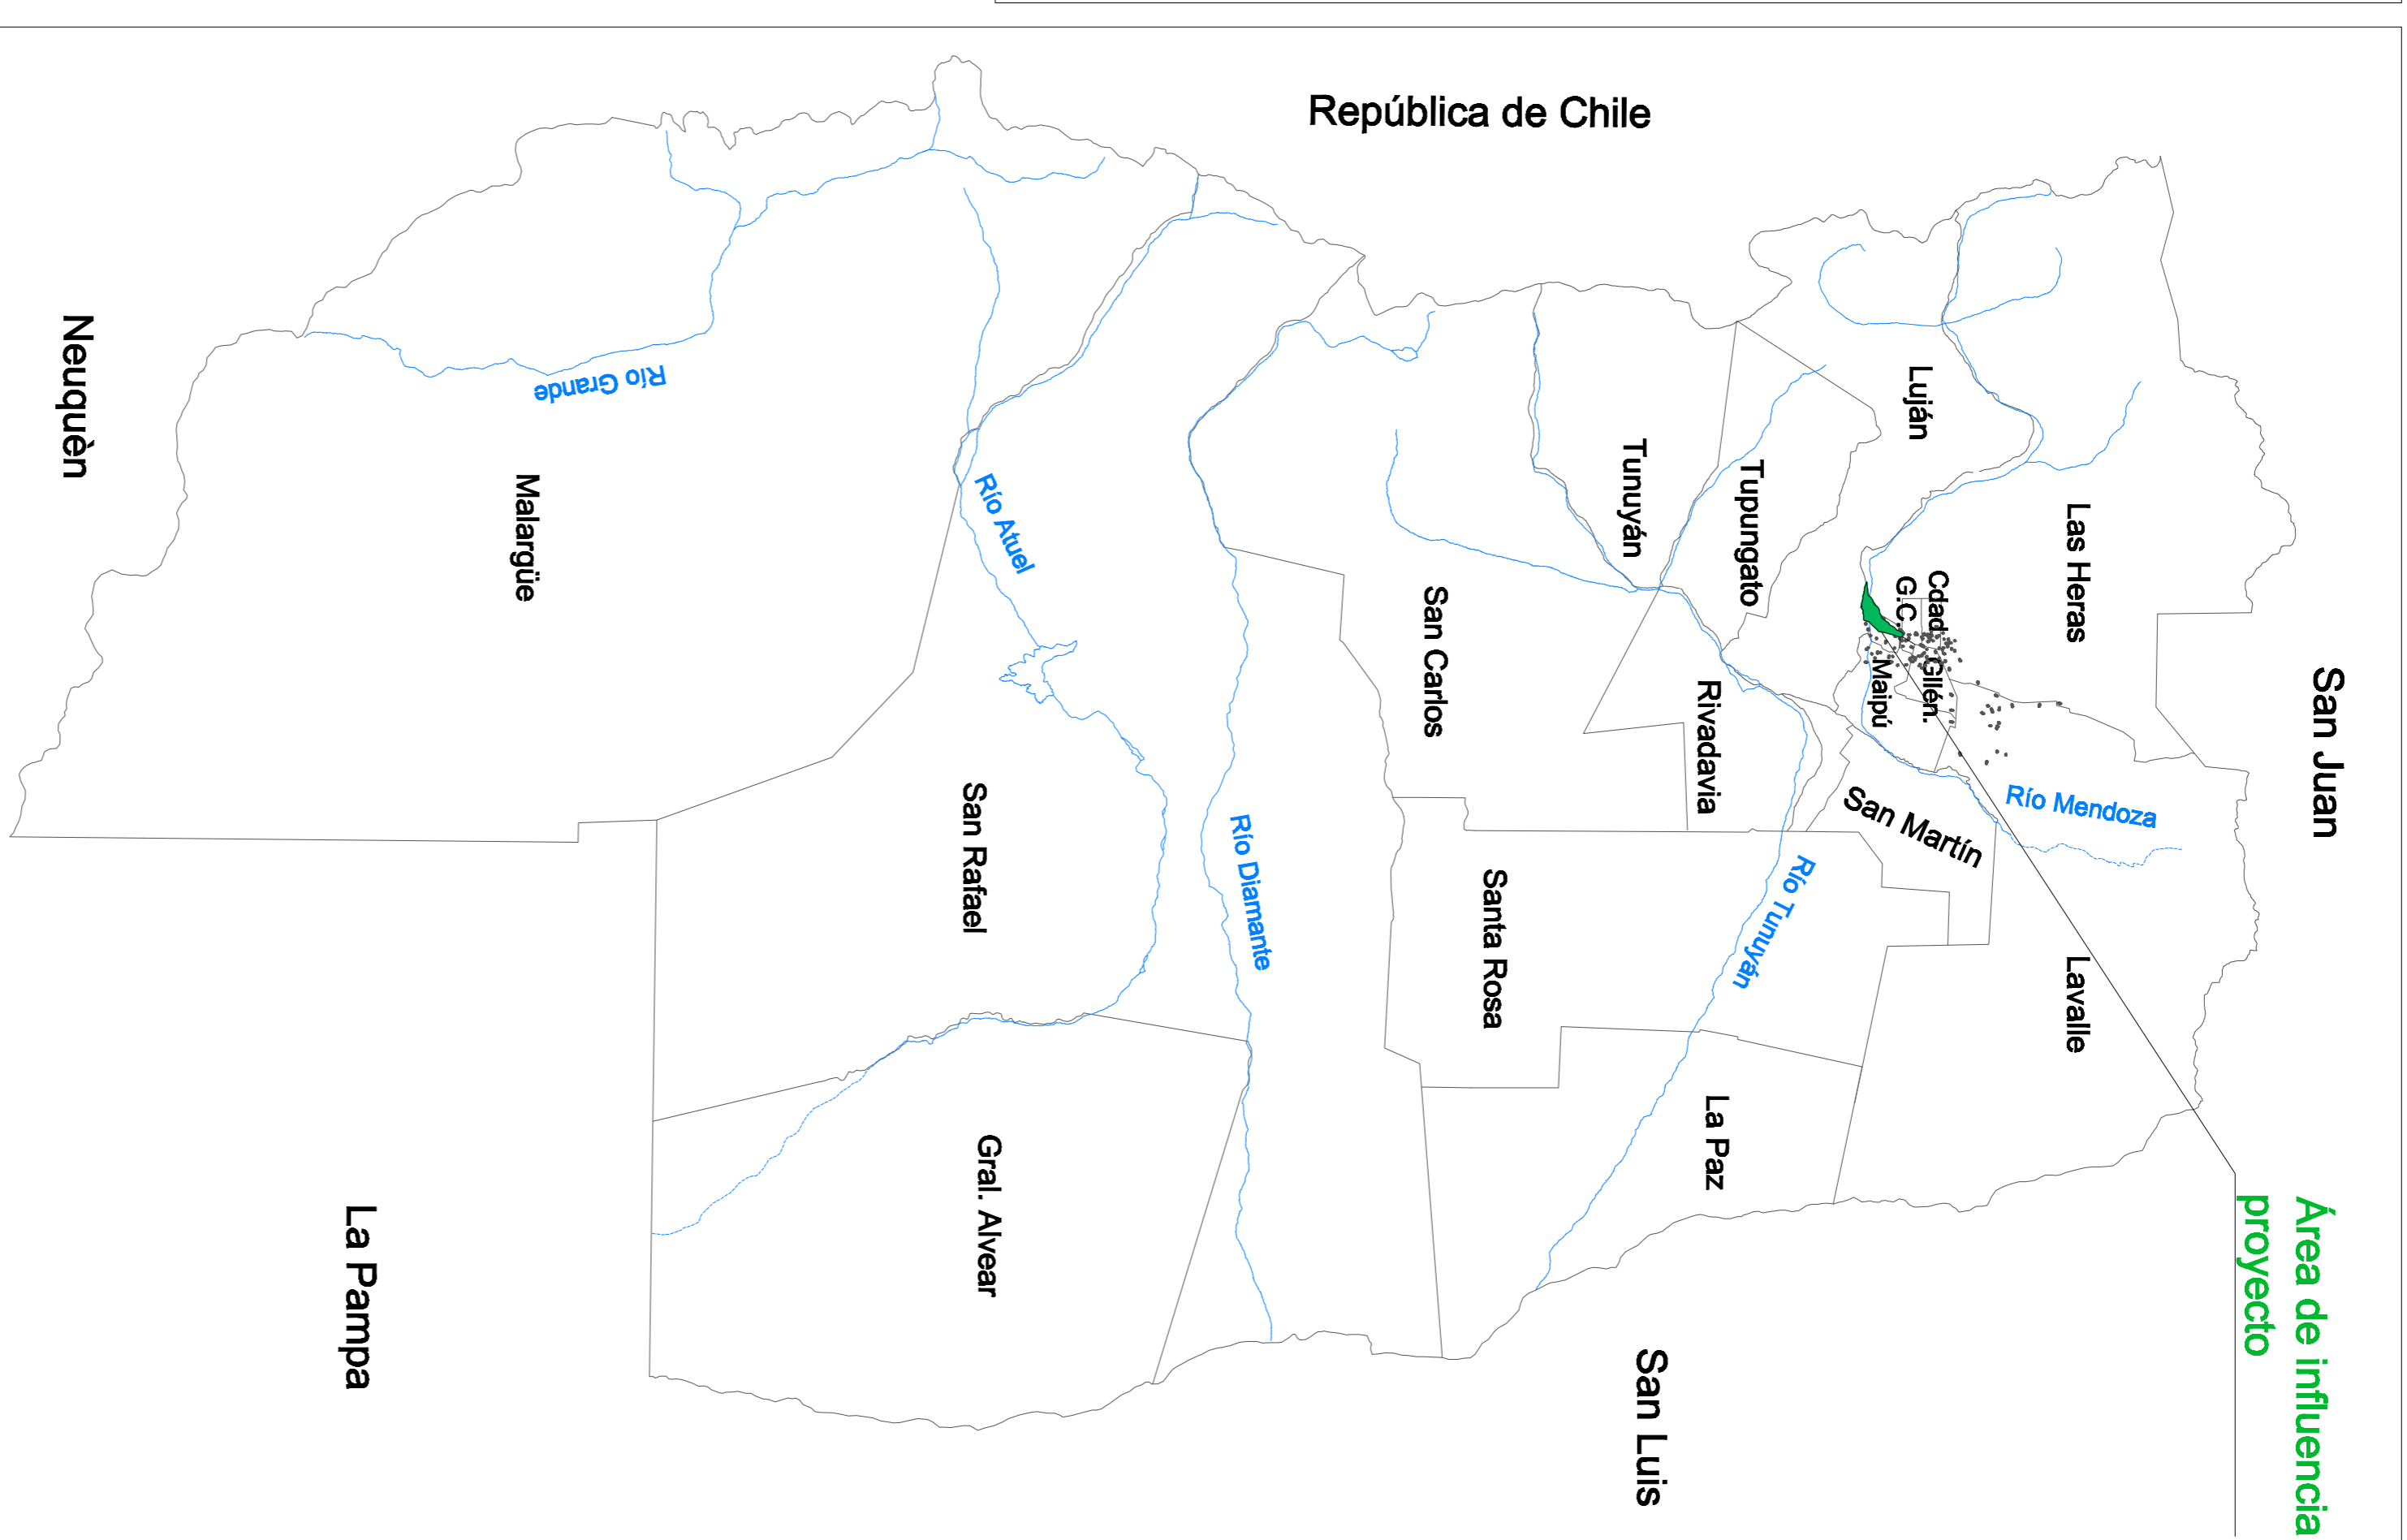 República de Chile
San Juan
Las Heras
Luján
Cdad.
G.C.
Gllén.
Maipú
Río Mendoza
Lavalle
San Martín
Tupungato
Tunuyán
Rivadavia
Río Tunuyán
San Carlos
Santa Rosa
La Paz
San Luis
Río Diamante
Río Atuel
San Rafael
Gral. Alvear
Río Grande
Malargüe
Neuquèn
La Pampa
Área de influencia
proyecto